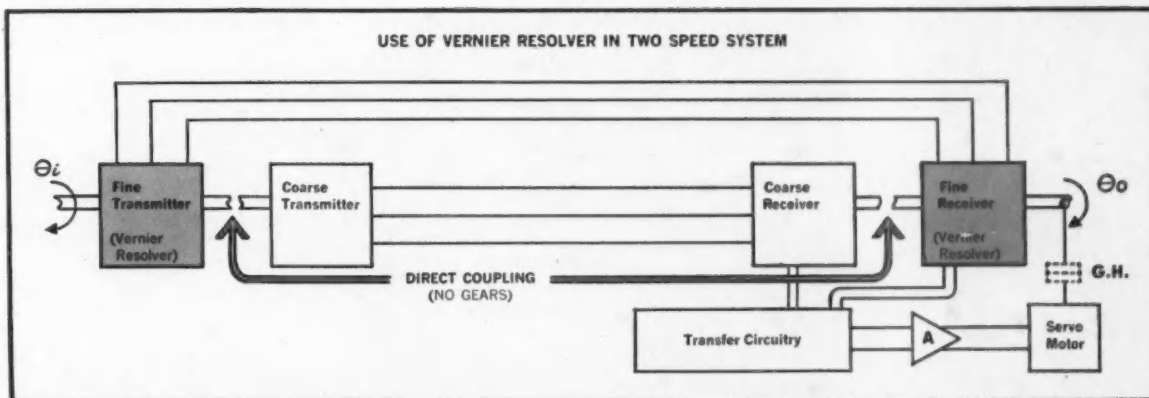 USE OF VERNIER RESOLVER IN TWO SPEED SYSTEM
Θi
Fine
Transmitter
(Vernier
Resolver)
Coarse
Transmitter
Coarse
Receiver
Fine
Receiver
(Vernier
Resolver)
Θo
DIRECT COUPLING
(NO GEARS)
G.H.
Transfer Circuitry
A
Servo
Motor